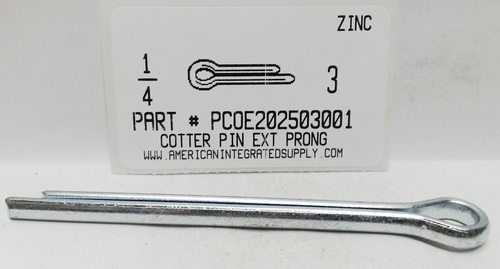 ZINC
1/4 3
PART # PCOE202503001
COTTER PIN EXT PRONG
WWW.AMERICANINTEGRATEDSUPPLY.COM